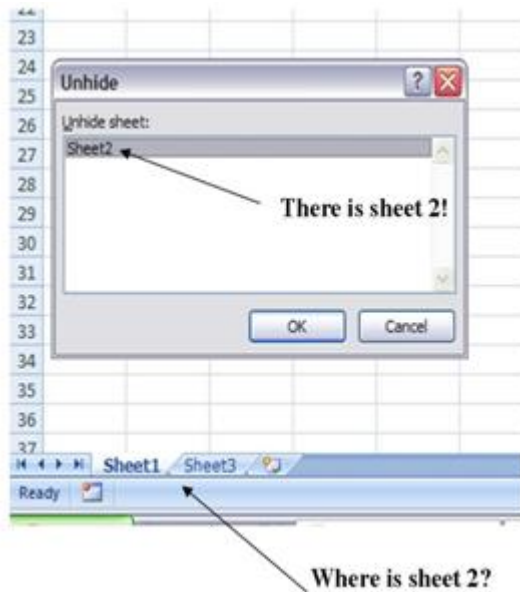 23
24
Unhide
25
Unhide sheet:
26
Sheet2
27
28
There is sheet 2!
29
30
31
32
OK Cancel
33
34
35
36
37
Sheet1 Sheet3
Ready
Where is sheet 2?